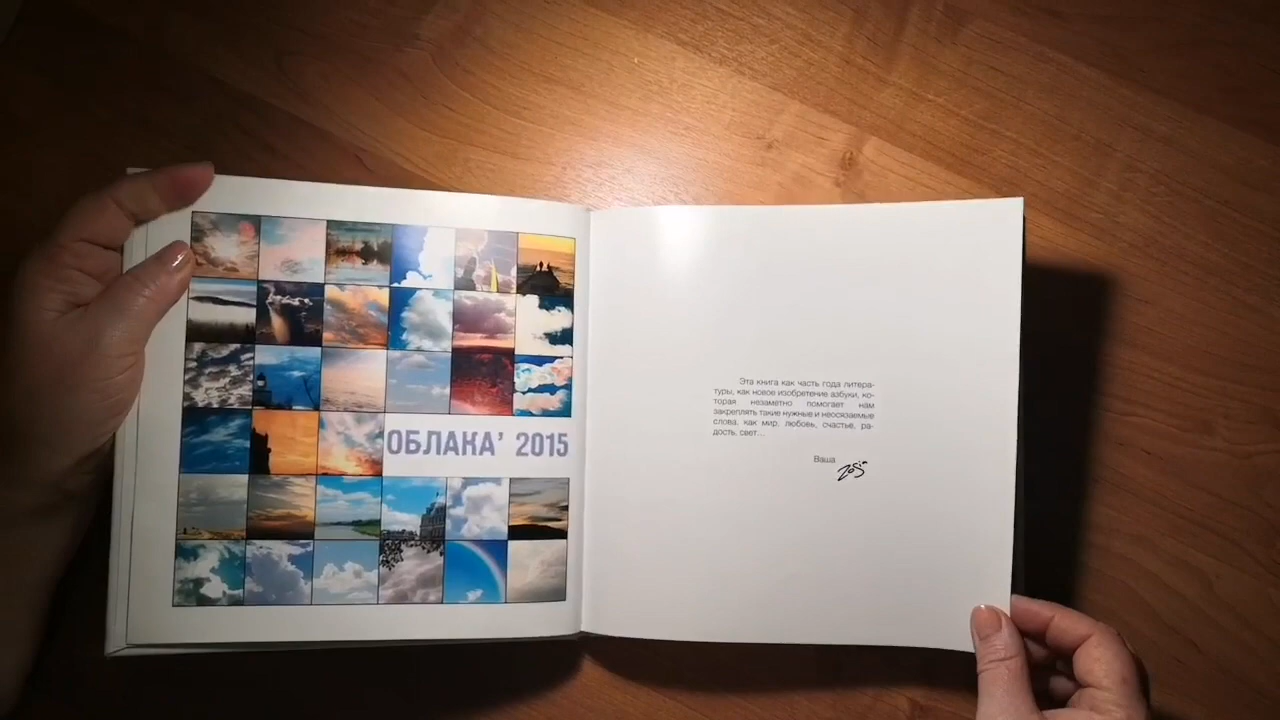 ОБЛАКА' 2015
Эта книга как часть года литера-
туры, как новое изобретение азбуки, ко-
торая незаметно помогает нам
закреплять такие нужные и неосязаемые
слова, как мир, любовь, счастье, ра-
дость, свет...
Ваша
Zosя